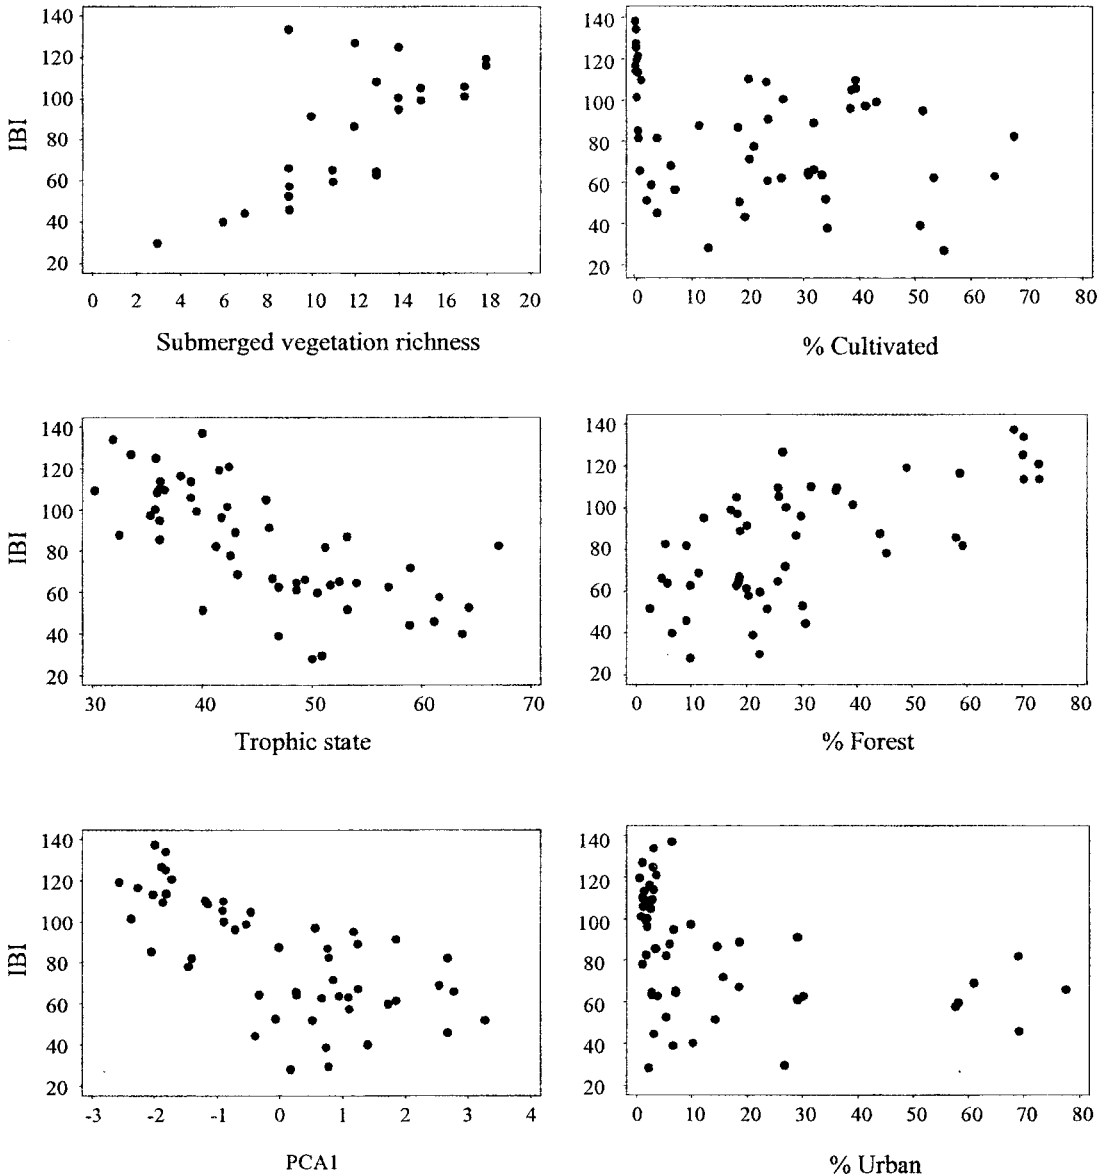 140
120
100
80
60
40
20
IBI
0 2 4 6 8 10 12 14 16 18 20
Submerged vegetation richness
140
120
100
80
60
40
20
0 10 20 30 40 50 60 70 80
% Cultivated
140
120
100
80
60
40
20
IBI
30 40 50 60 70
Trophic state
140
120
100
80
60
40
20
0 10 20 30 40 50 60 70 80
% Forest
140
120
100
80
60
40
20
IBI
-3 -2 -1 0 1 2 3 4
PCA1
140
120
100
80
60
40
20
0 10 20 30 40 50 60 70 80
% Urban